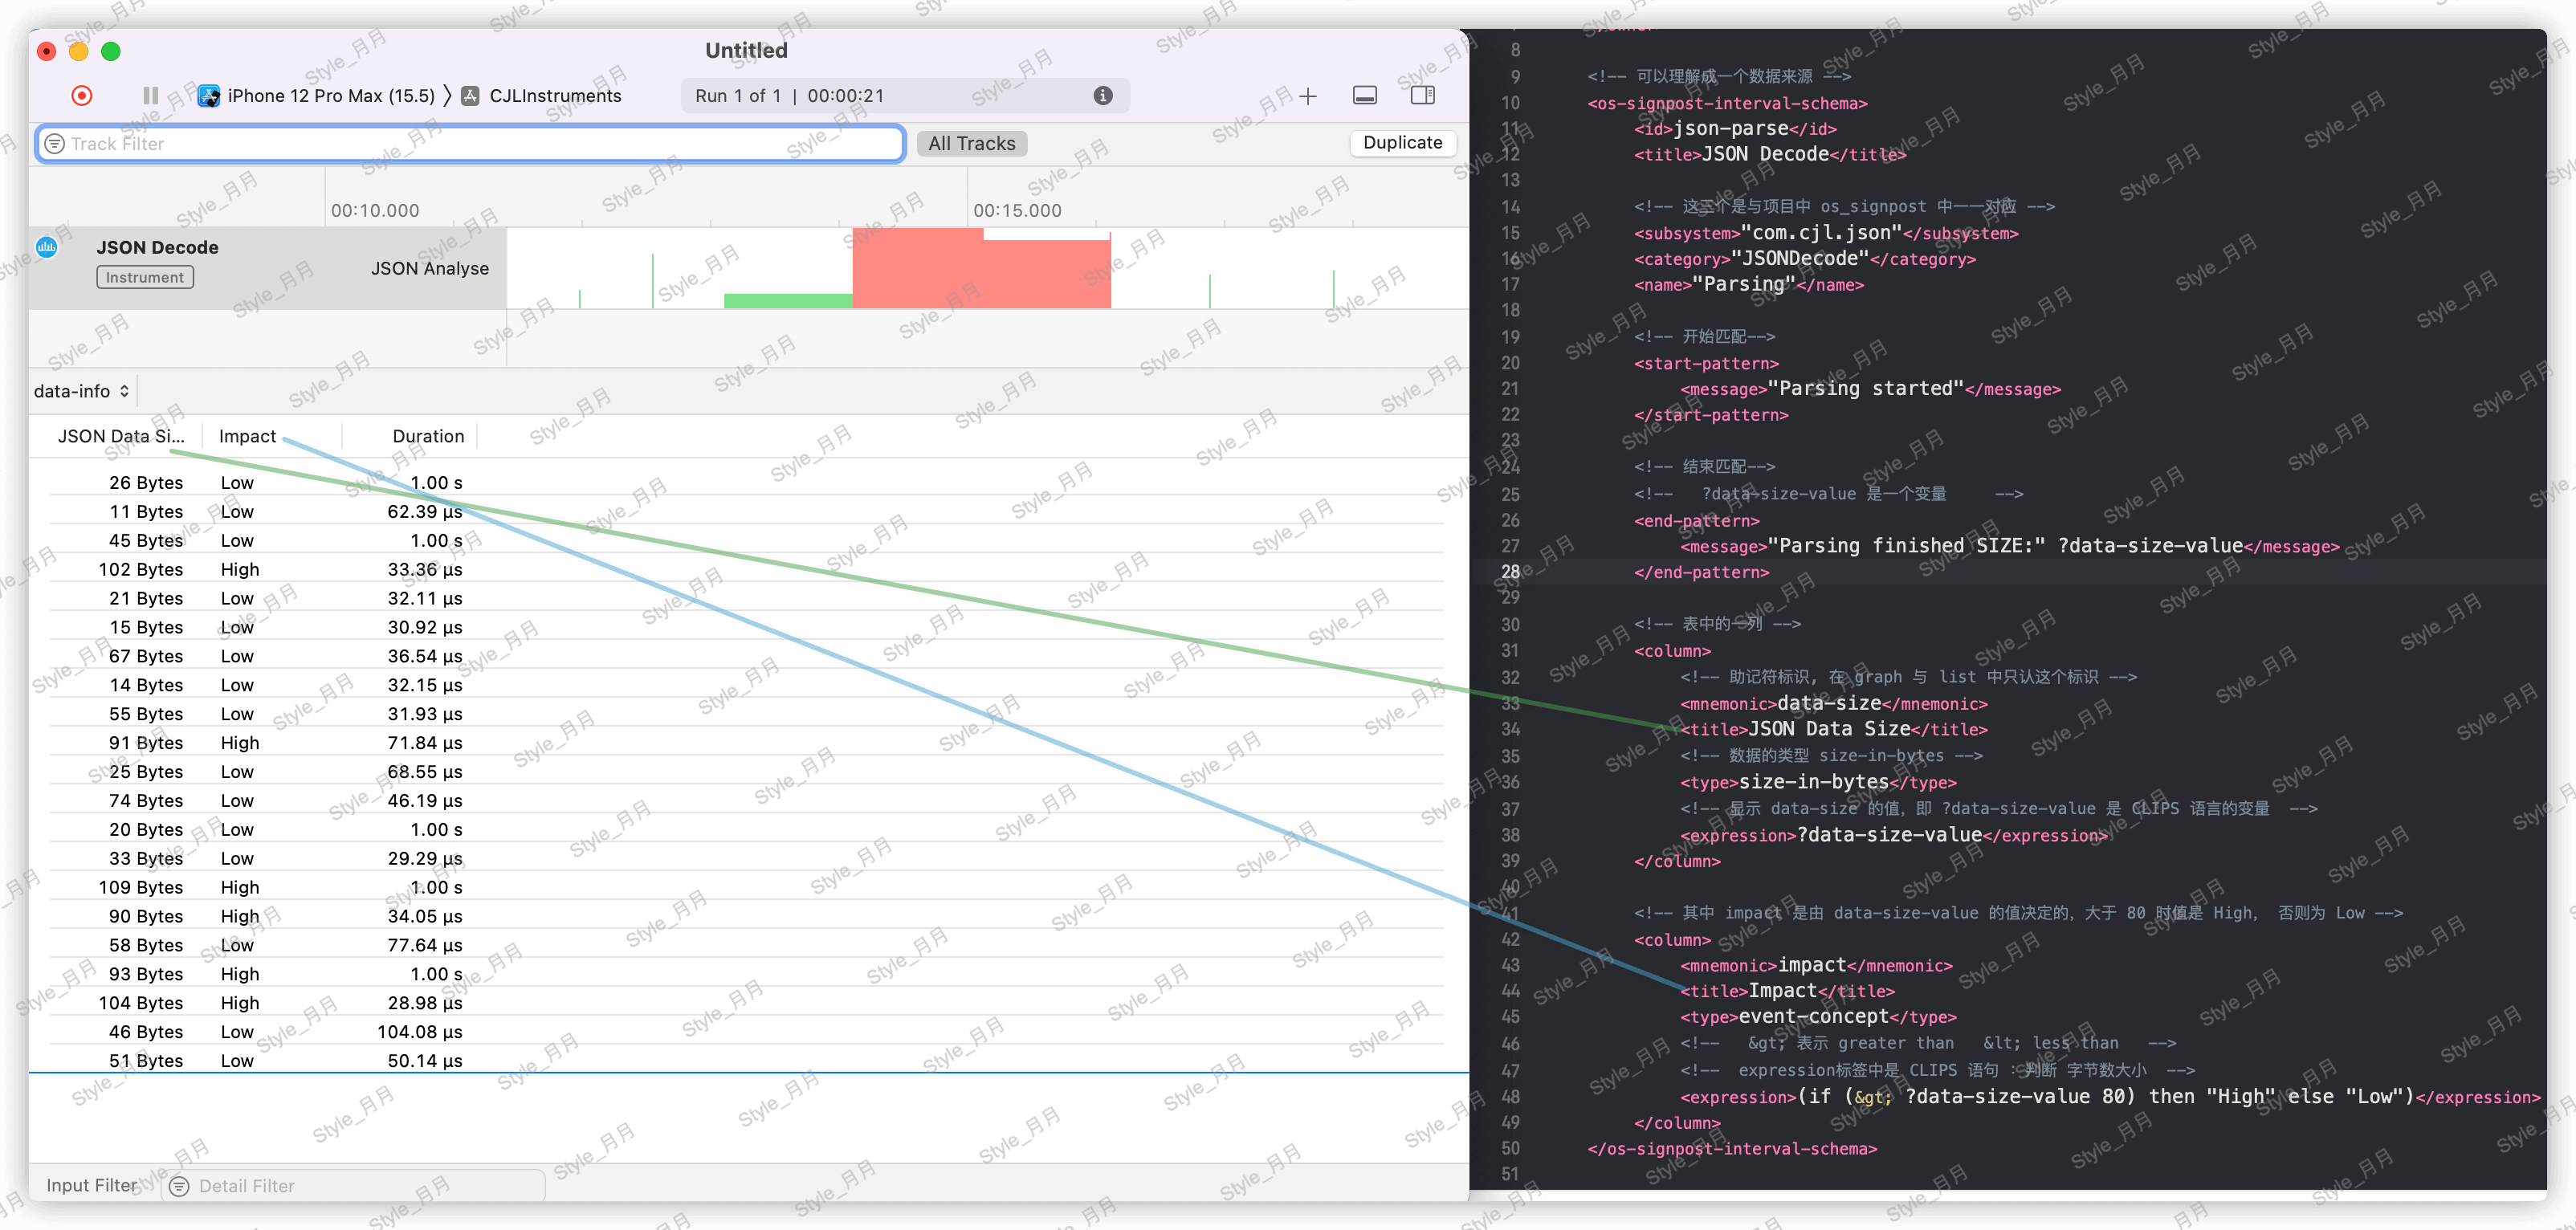 Untitled
iPhone 12 Pro Max (15.5) 〉 CJLInstruments
Run 1 of 1 | 00:00:21
Track Filter
All Tracks
Duplicate
00:10.000
00:15.000
JSON Decode
Instrument
JSON Analyse
data-info
JSON Data Si... Impact Duration
26 Bytes Low 1.00 s
11 Bytes Low 62.39 µs
45 Bytes Low 1.00 s
102 Bytes High 33.36 µs
21 Bytes Low 32.11 µs
15 Bytes Low 30.92 µs
67 Bytes Low 36.54 µs
14 Bytes Low 32.15 µs
55 Bytes Low 31.93 µs
91 Bytes High 71.84 µs
25 Bytes Low 68.55 µs
74 Bytes Low 46.19 µs
20 Bytes Low 1.00 s
33 Bytes Low 29.29 µs
109 Bytes High 1.00 s
90 Bytes High 34.05 µs
58 Bytes Low 77.64 µs
93 Bytes High 1.00 s
104 Bytes High 28.98 µs
46 Bytes Low 104.08 µs
51 Bytes Low 50.14 µs
Input Filter
Detail Filter
8
9 <!-- 可以理解成一个数据来源 -->
10 <os-signpost-interval-schema>
11 <id>json-parse</id>
12 <title>JSON Decode</title>
13
14 <!-- 这三个是与项目中 os_signpost 中一一对应 -->
15 <subsystem>"com.cjl.json"</subsystem>
16 <category>"JSONDecode"</category>
17 <name>"Parsing"</name>
18
19 <!-- 开始匹配-->
20 <start-pattern>
21 <message>"Parsing started"</message>
22 </start-pattern>
23
24 <!-- 结束匹配-->
25 <!-- ?data-size-value 是一个变量 -->
26 <end-pattern>
27 <message>"Parsing finished SIZE:" ?data-size-value</message>
28 </end-pattern>
29
30 <!-- 表中的一列 -->
31 <column>
32 <!-- 助记符标识, 在 graph 与 list 中只认这个标识 -->
33 <mnemonic>data-size</mnemonic>
34 <title>JSON Data Size</title>
35 <!-- 数据的类型 size-in-bytes -->
36 <type>size-in-bytes</type>
37 <!-- 显示 data-size 的值, 即 ?data-size-value 是 CLIPS 语言的变量 -->
38 <expression>?data-size-value</expression>
39 </column>
40
41 <!-- 其中 impact 是由 data-size-value 的值决定的, 大于 80 时值是 High, 否则为 Low -->
42 <column>
43 <mnemonic>impact</mnemonic>
44 <title>Impact</title>
45 <type>event-concept</type>
46 <!-- &gt; 表示 greater than &lt; less than -->
47 <!-- expression标签中是 CLIPS 语句 : 判断 字节数大小 -->
48 <expression>(if (&gt; ?data-size-value 80) then "High" else "Low")</expression>
49 </column>
50 </os-signpost-interval-schema>
51
Style_月月